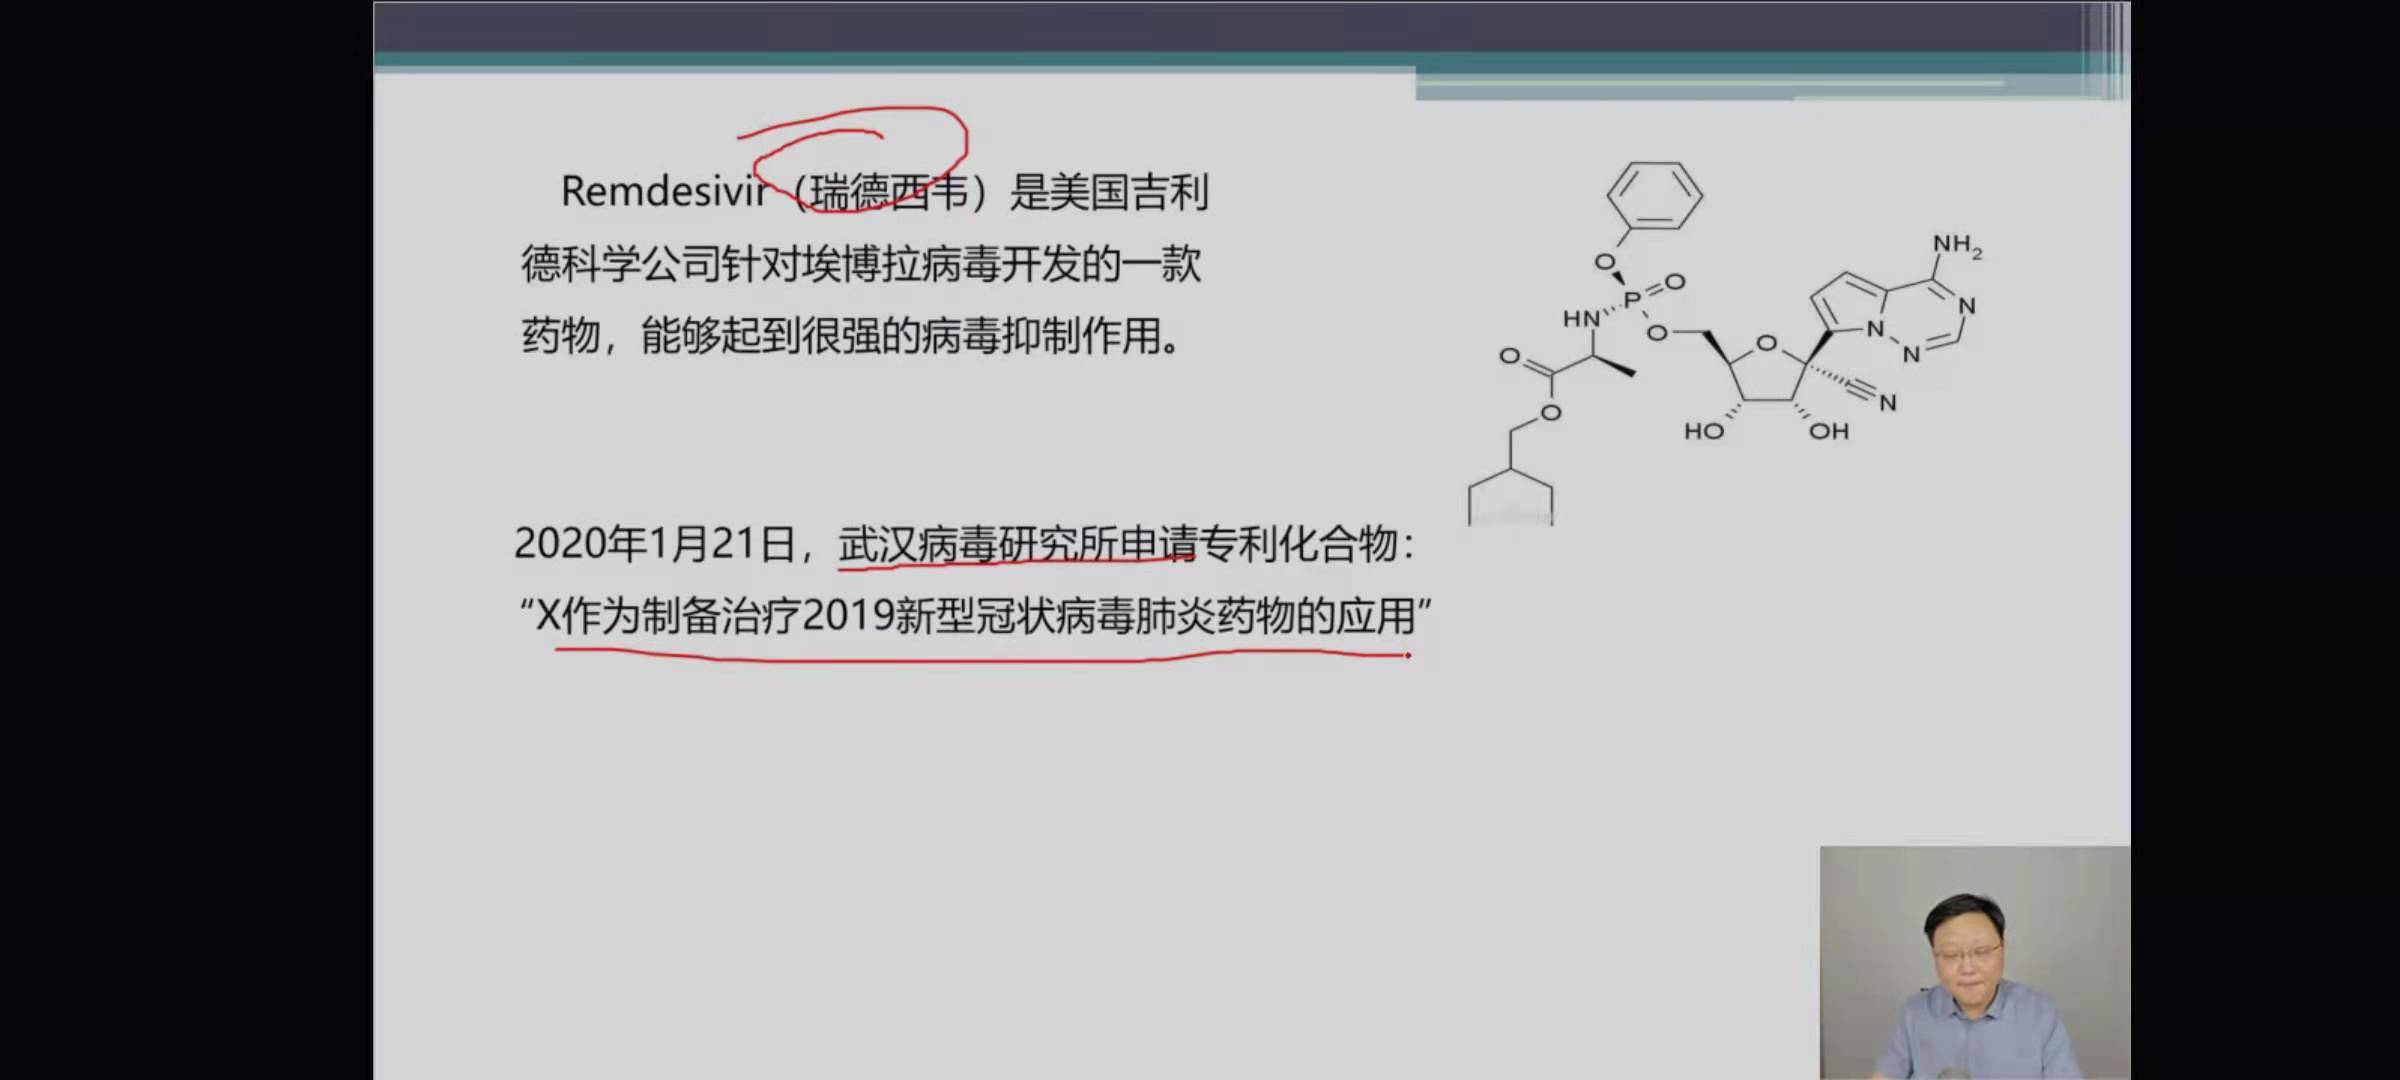 Remdesivir（瑞德西韦）是美国吉利
德科学公司针对埃博拉病毒开发的一款
药物，能够起到很强的病毒抑制作用。
O
O
P
O
HN
O
O
O
O
N
N
N
NH2
N
HO
OH
2020年1月21日，武汉病毒研究所申请专利化合物：
“X作为制备治疗2019新型冠状病毒肺炎药物的应用”